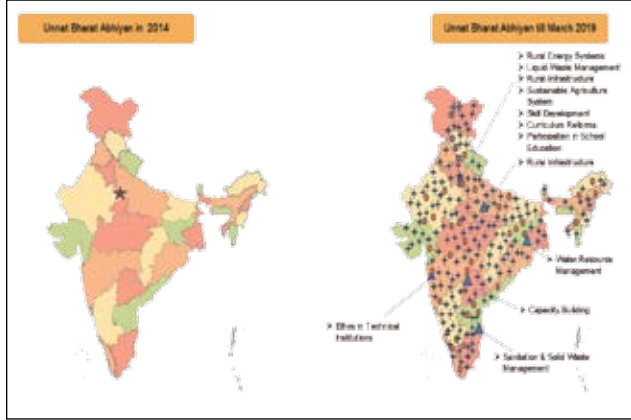 Unnat Bharat Abhiyan in 2014
Unnat Bharat Abhiyan till March 2019
➢ Rural Energy Systems
➢ Liquid Waste Management
➢ Rural Infrastructure
➢ Sustainable Agriculture
System
➢ Skill Development
➢ Curriculum Reforms
➢ Participation in School
Education
➢ Rural Infrastructure
➢ Water Resource
Management
➢ Capacity Building
➢ Ethos in Technical
Institutions
➢ Sanitation & Solid Waste
Management